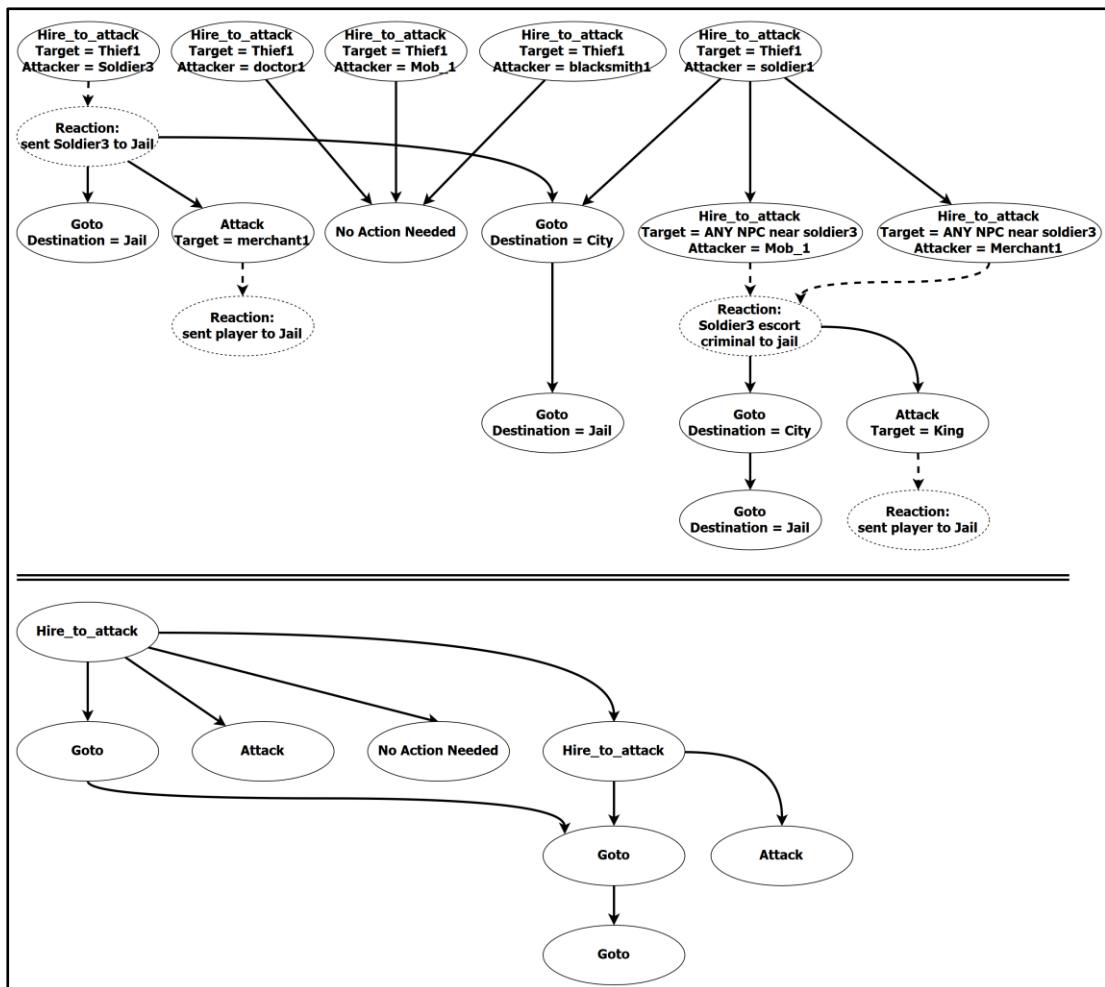 Hire_to_attack
Target = Thief1
Attacker = Soldier3
Hire_to_attack
Target = Thief1
Attacker = doctor1
Hire_to_attack
Target = Thief1
Attacker = Mob_1
Hire_to_attack
Target = Thief1
Attacker = blacksmith1
Hire_to_attack
Target = Thief1
Attacker = soldier1
Reaction:
sent Soldier3 to Jail
Goto
Destination = Jail
Attack
Target = merchant1
No Action Needed
Goto
Destination = City
Hire_to_attack
Target = ANY NPC near soldier3
Attacker = Mob_1
Hire_to_attack
Target = ANY NPC near soldier3
Attacker = Merchant1
Reaction:
sent player to Jail
Reaction:
Soldier3 escort
criminal to jail
Goto
Destination = Jail
Goto
Destination = City
Attack
Target = King
Goto
Destination = Jail
Reaction:
sent player to Jail
Hire_to_attack
Goto
Attack
No Action Needed
Hire_to_attack
Goto
Attack
Goto